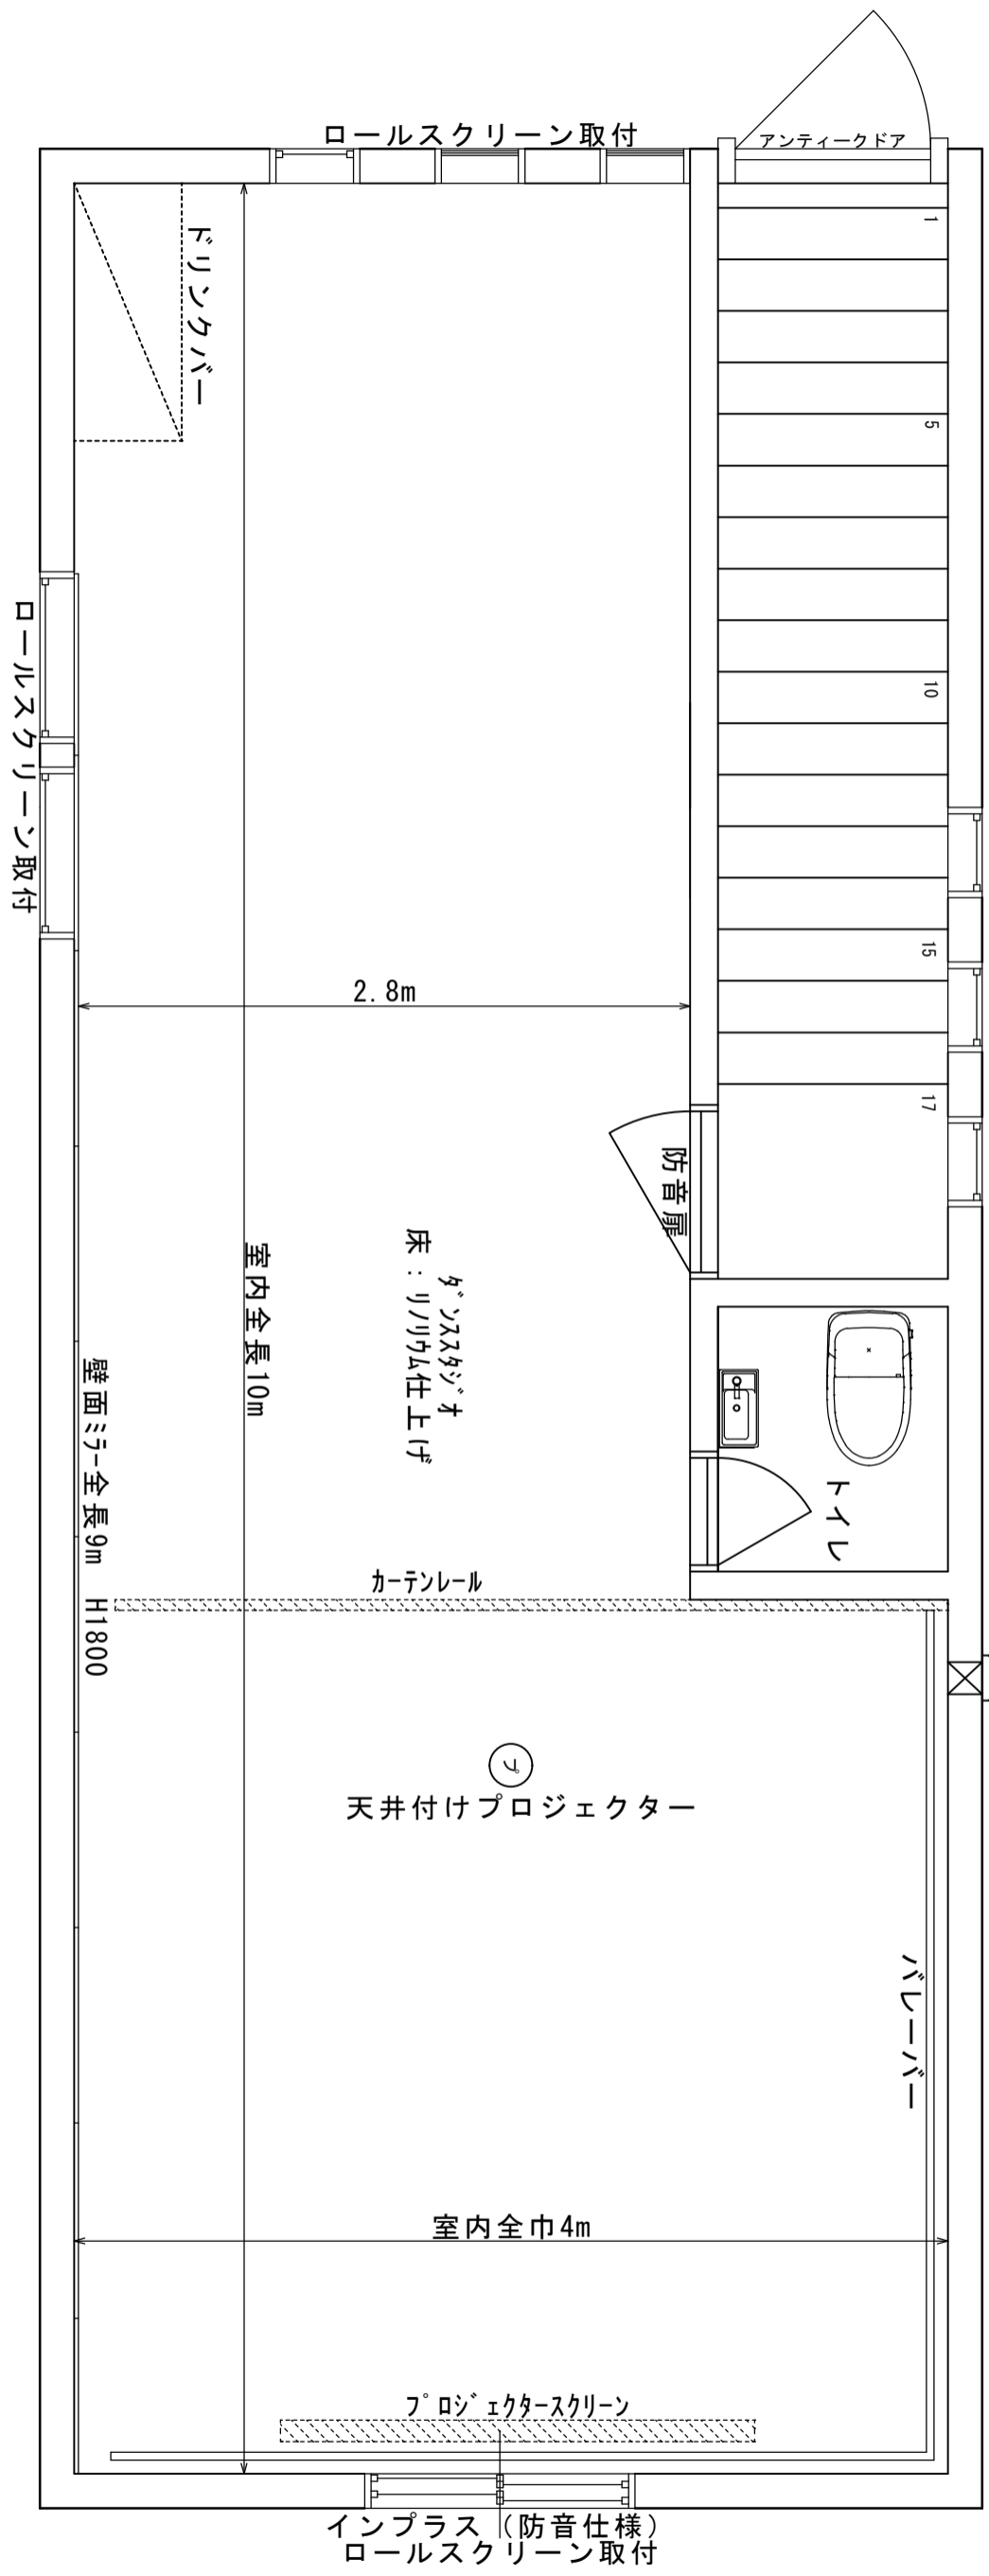 ロールスクリーン取付
アンティークドア
1
ドリンクバー
5
ロールスクリーン取付
10
15
2.8m
17
防音扉
ダンススタジオ
床：リノリウム仕上げ
室内全長10m
壁面ミラー全長9m H1800
トイレ
カーテンレール
プ
天井付けプロジェクター
バレーバー
室内全巾4m
プロジェクタースクリーン
インプラス（防音仕様）
ロールスクリーン取付